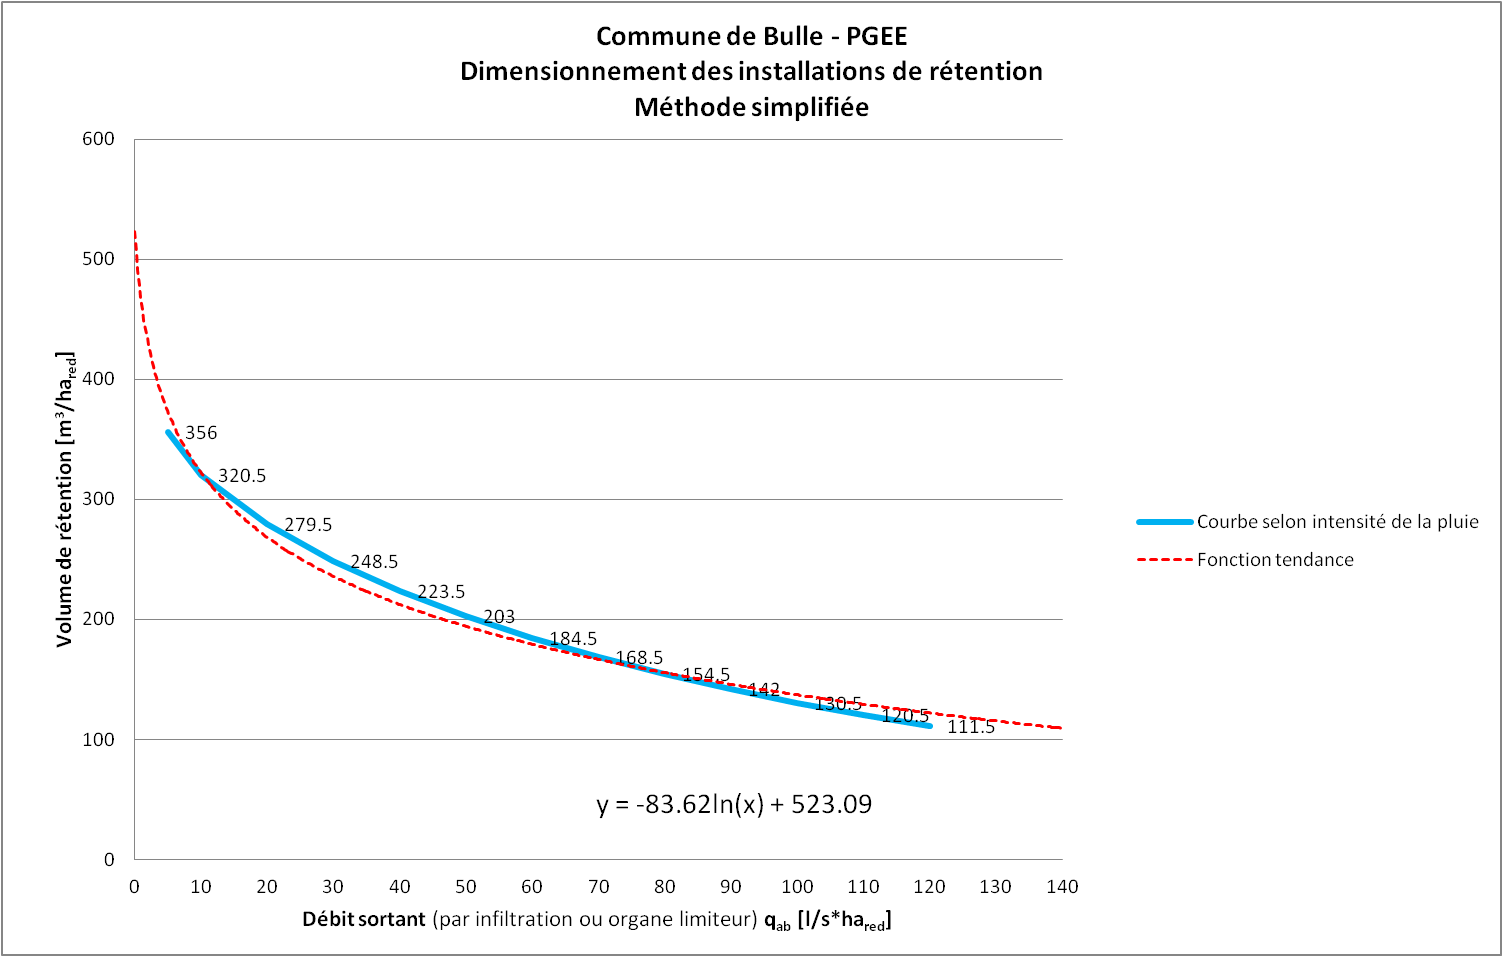 Commune de Bulle - PGEE
Dimensionnement des installations de rétention
Méthode simplifiée
600
500
400
300
200
100
0
Volume de rétention [m³/ha_red]
356
320.5
279.5
248.5
223.5
203
184.5
168.5
154.5
142
130.5
120.5
111.5
y = -83.62ln(x) + 523.09
0 10 20 30 40 50 60 70 80 90 100 110 120 130 140
Débit sortant (par infiltration ou organe limiteur) q_ab [l/s*ha_red]
Courbe selon intensité de la pluie
Fonction tendance